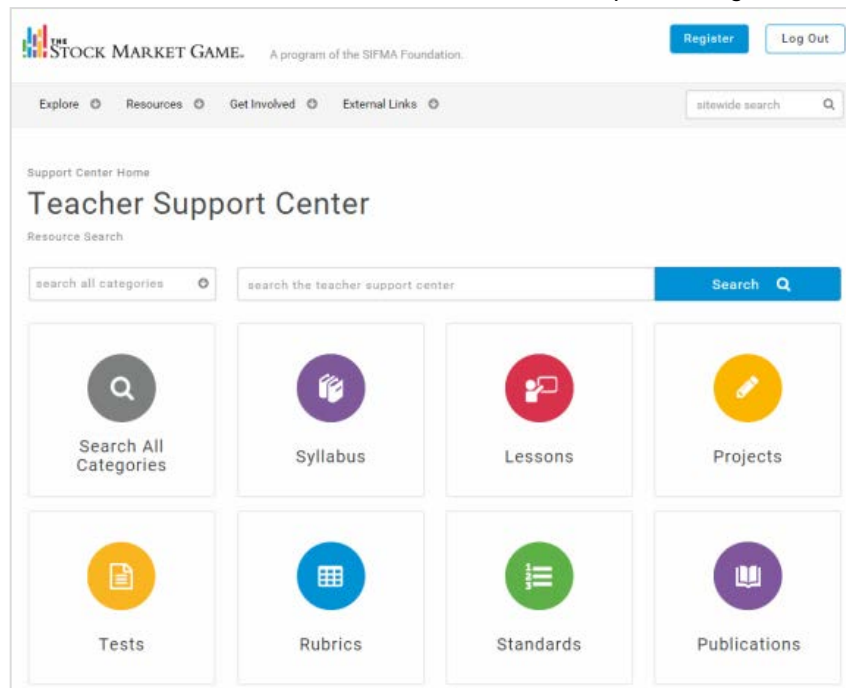 THE
STOCK MARKET GAME™ A program of the SIFMA Foundation.
Register Log Out
Explore Resources Get Involved External Links sitewide search
Support Center Home
Teacher Support Center
Resource Search
search all categories search the teacher support center Search
Search All
Categories
Syllabus
Lessons
Projects
Tests
Rubrics
Standards
Publications